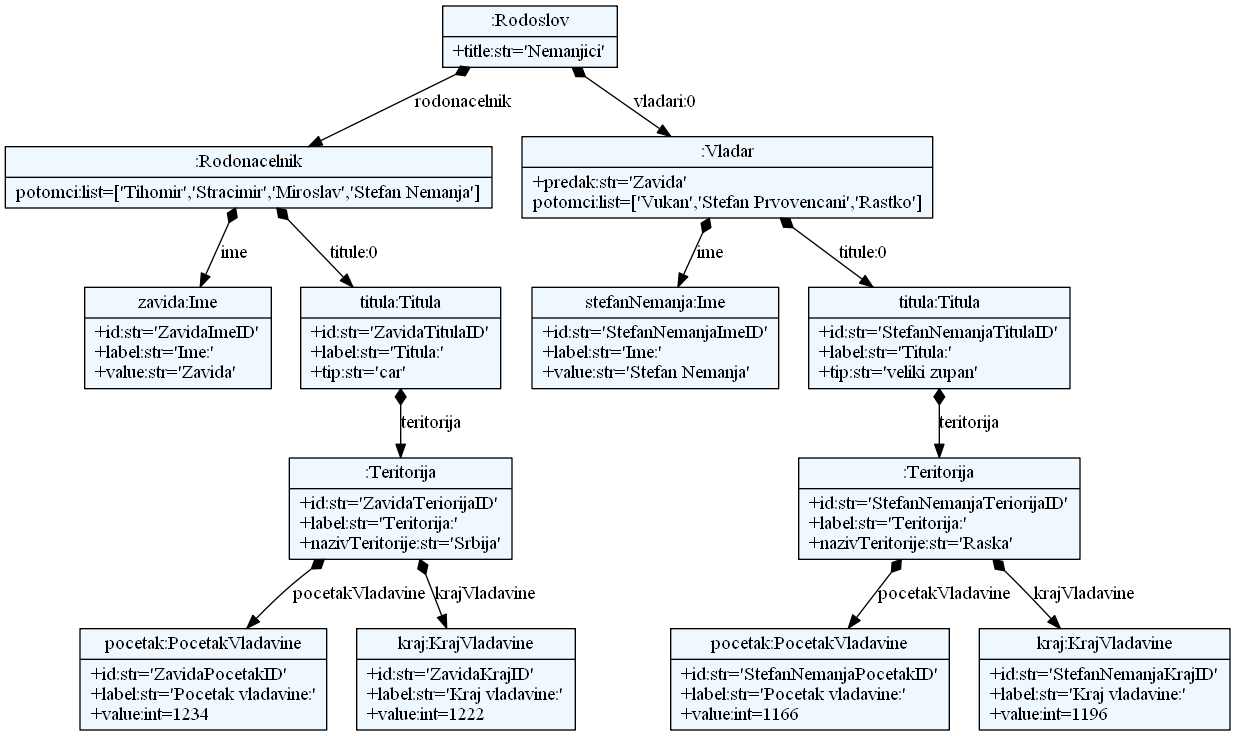 :Rodoslov
+title:str='Nemanjici'
rodonacelnik
vladari:0
:Rodonacelnik
potomci:list=['Tihomir','Stracimir','Miroslav','Stefan Nemanja']
:Vladar
+predak:str='Zavida'
potomci:list=['Vukan','Stefan Prvovencani','Rastko']
ime
titule:0
ime
titule:0
zavida:Ime
+id:str='ZavidaImeID'
+label:str='Ime:'
+value:str='Zavida'
titula:Titula
+id:str='ZavidaTitulaID'
+label:str='Titula:'
+tip:str='car'
stefanNemanja:Ime
+id:str='StefanNemanjaImeID'
+label:str='Ime:'
+value:str='Stefan Nemanja'
titula:Titula
+id:str='StefanNemanjaTitulaID'
+label:str='Titula:'
+tip:str='veliki zupan'
teritorija
teritorija
:Teritorija
+id:str='ZavidaTeriorijaID'
+label:str='Teritorija:'
+nazivTeritorije:str='Srbija'
:Teritorija
+id:str='StefanNemanjaTeriorijaID'
+label:str='Teritorija:'
+nazivTeritorije:str='Raska'
pocetakVladavine
krajVladavine
pocetakVladavine
krajVladavine
pocetak:PocetakVladavine
+id:str='ZavidaPocetakID'
+label:str='Pocetak vladavine:'
+value:int=1234
kraj:KrajVladavine
+id:str='ZavidaKrajID'
+label:str='Kraj vladavine:'
+value:int=1222
pocetak:PocetakVladavine
+id:str='StefanNemanjaPocetakID'
+label:str='Pocetak vladavine:'
+value:int=1166
kraj:KrajVladavine
+id:str='StefanNemanjaKrajID'
+label:str='Kraj vladavine:'
+value:int=1196